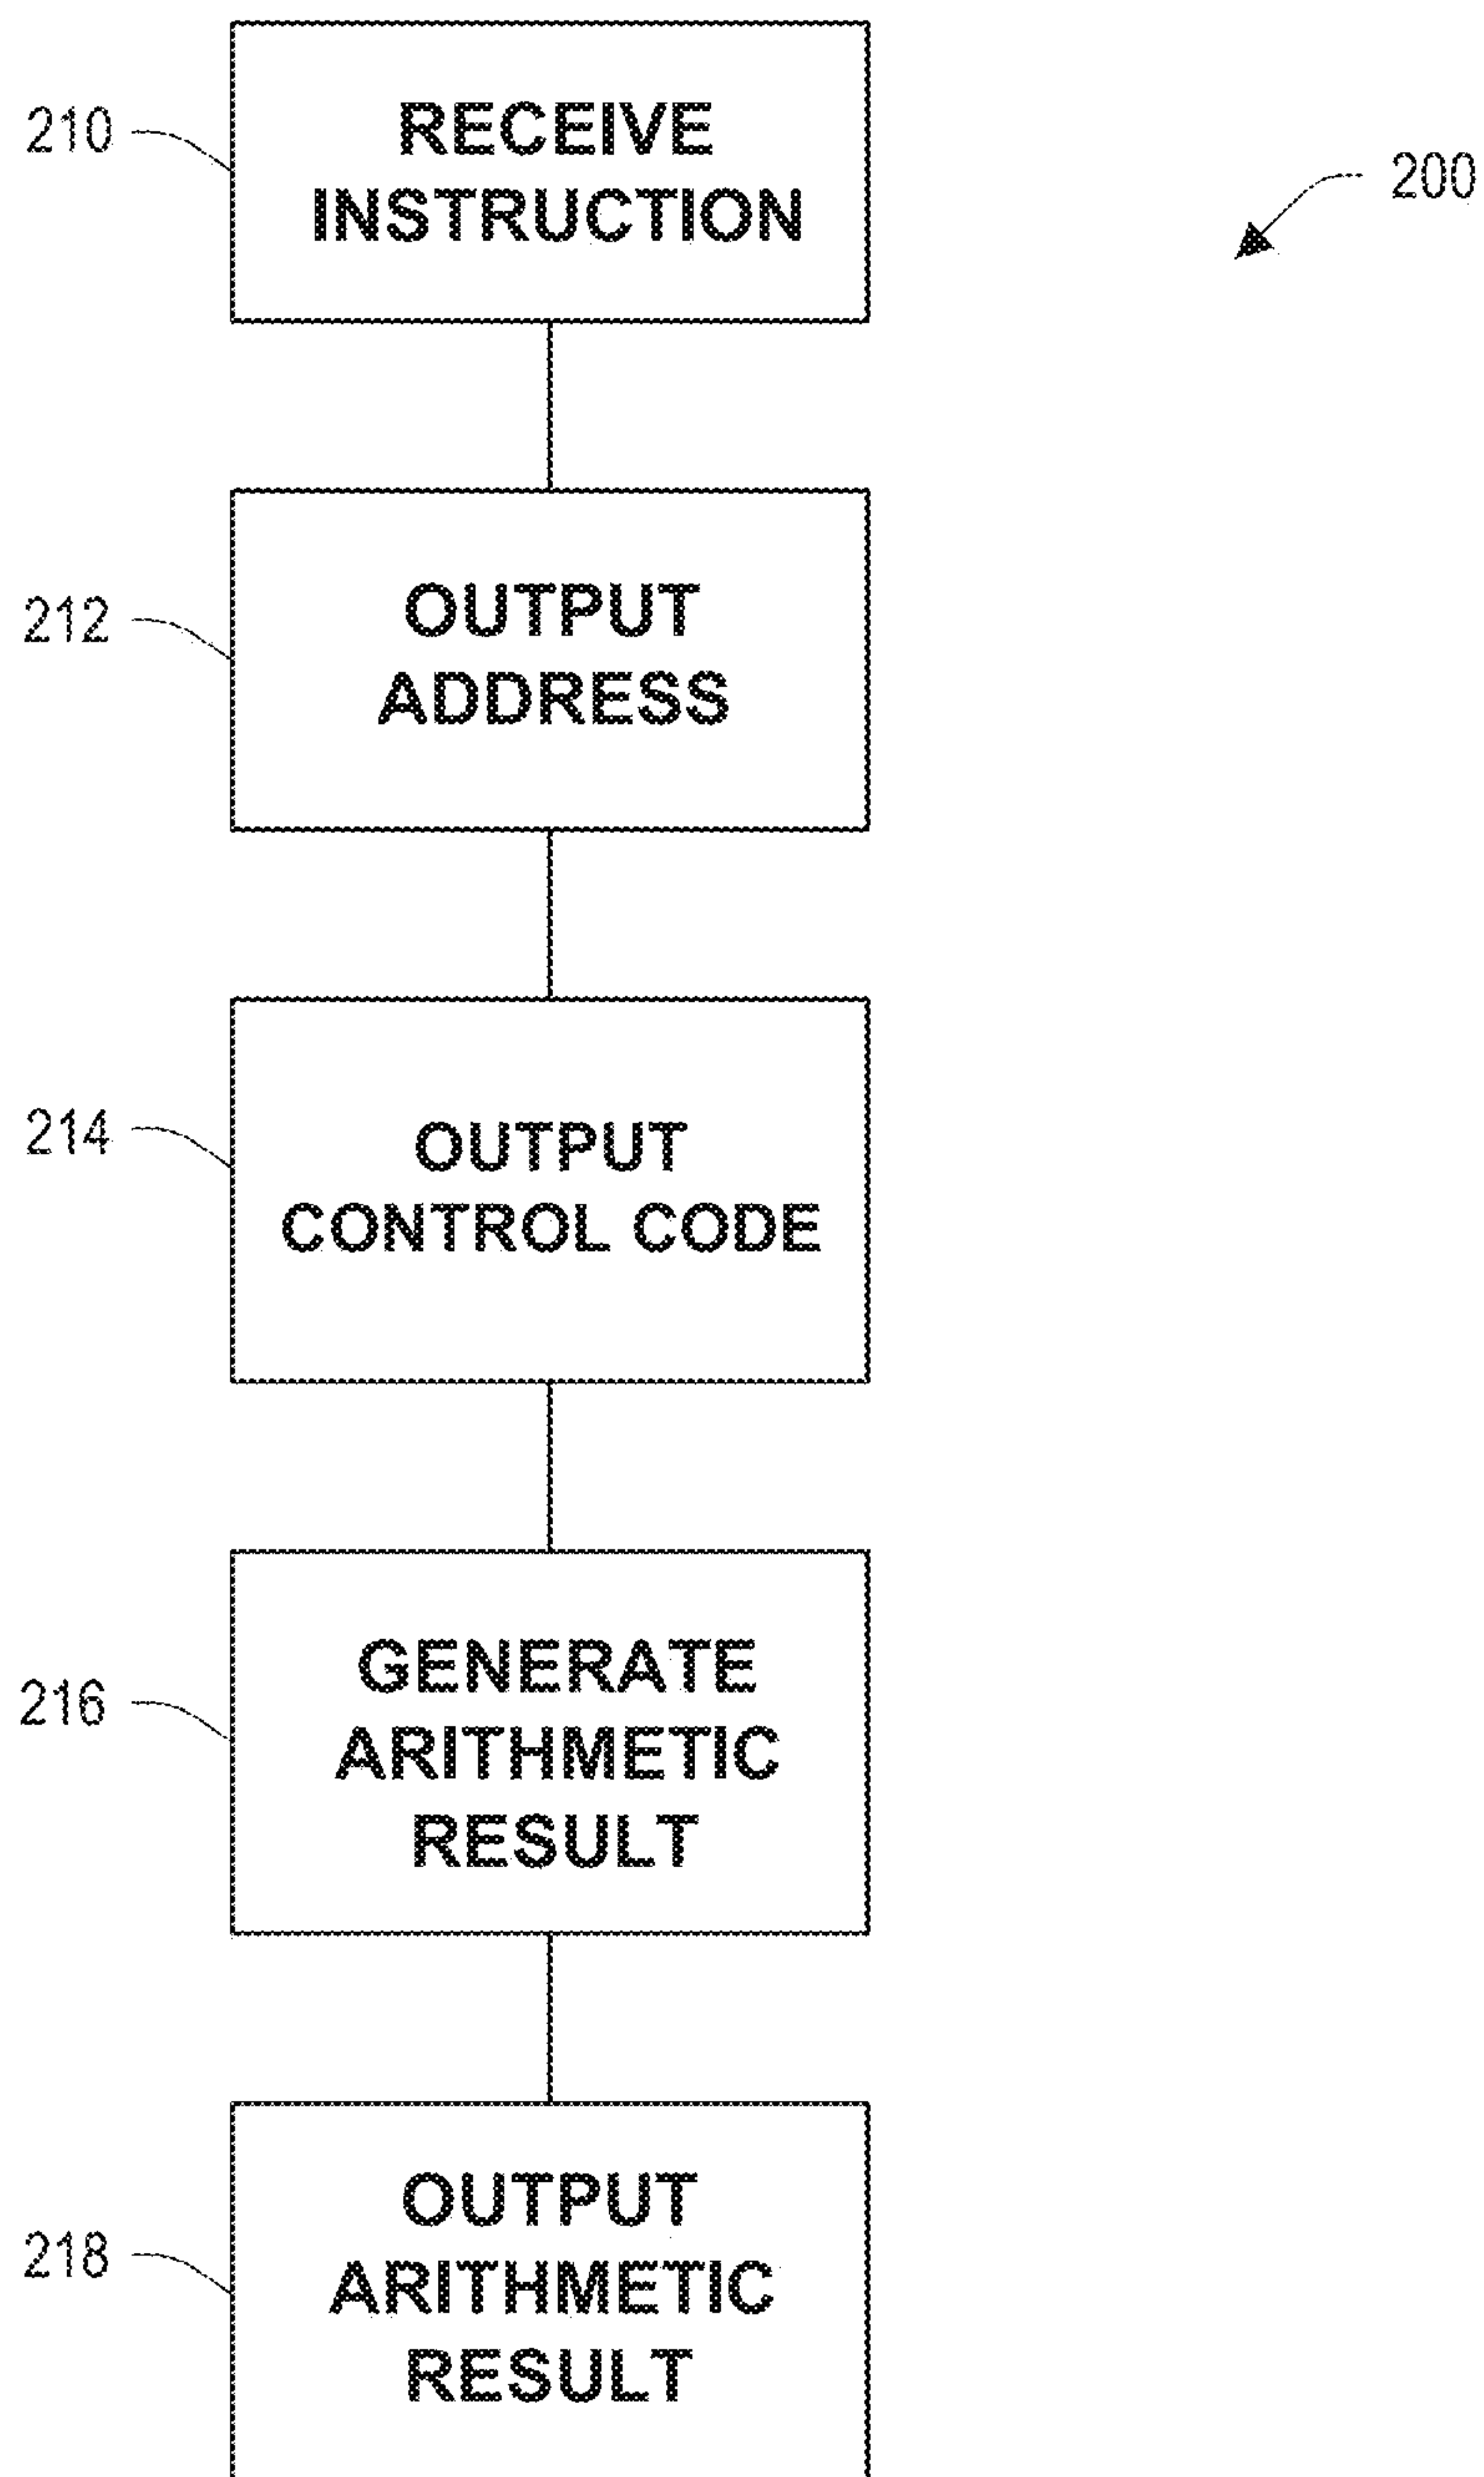 210
RECEIVE
INSTRUCTION
200
212
OUTPUT
ADDRESS
214
OUTPUT
CONTROL CODE
216
GENERATE
ARITHMETIC
RESULT
218
OUTPUT
ARITHMETIC
RESULT